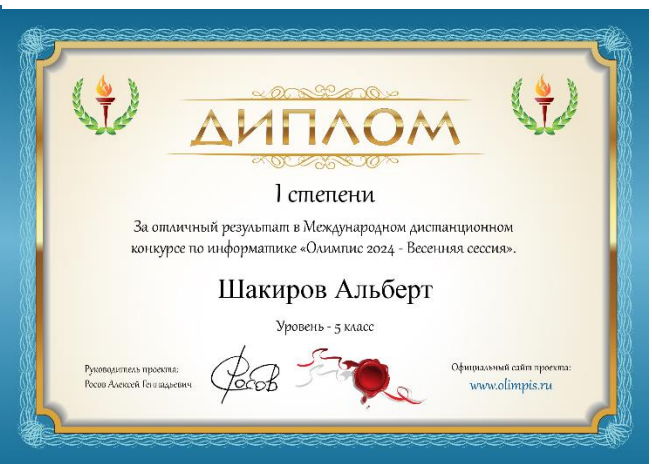 ДИПЛОМ
I степени
За отличный результат в Международном дистанционном
конкурсе по информатике «Олимпис 2024 - Весенняя сессия».
Шакиров Альберт
Уровень - 5 класс
Руководитель проекта:
Росов Алексей Геннадьевич
Росов
Официальный сайт проекта:
www.olimpis.ru